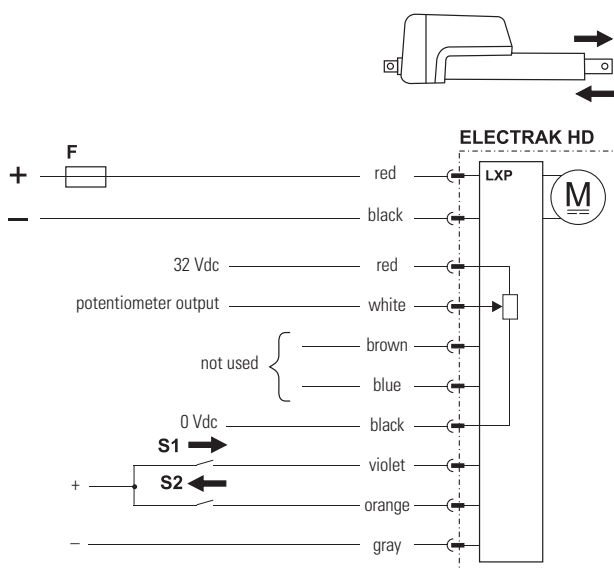 ELECTRAK HD
F
+ red LXP
M
– black
32 Vdc red
potentiometer output white
brown
not used
blue
0 Vdc black
S1
violet
+ S2
orange
– gray